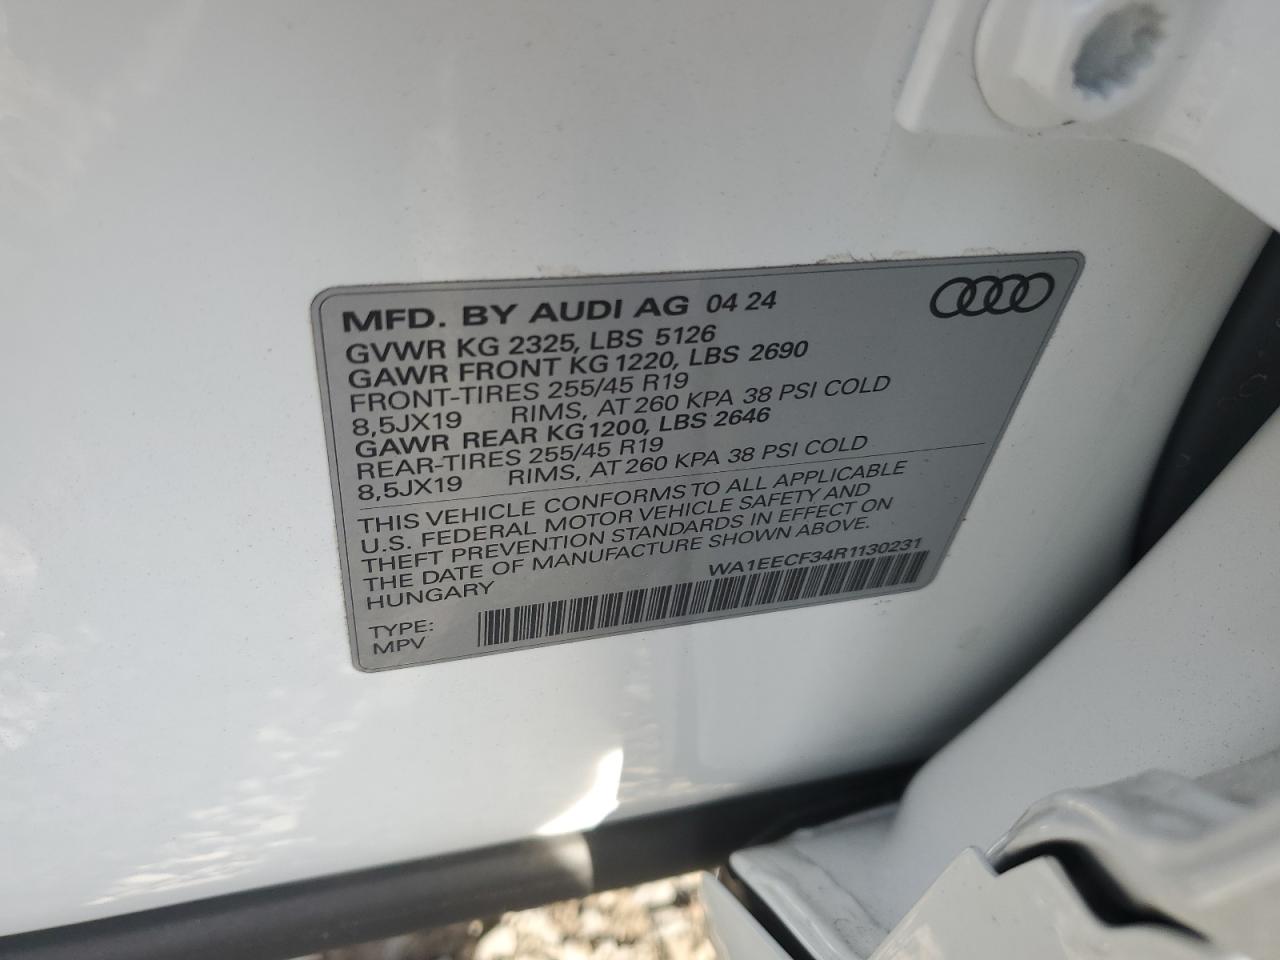 MFD. BY AUDI AG 04 24
GVWR KG 2325, LBS 5126
GAWR FRONT KG 1220, LBS 2690
FRONT-TIRES 255/45 R19
8,5JX19 RIMS, AT 260 KPA 38 PSI COLD
GAWR REAR KG 1200, LBS 2646
REAR-TIRES 255/45 R19
8,5JX19 RIMS, AT 260 KPA 38 PSI COLD
THIS VEHICLE CONFORMS TO ALL APPLICABLE
U.S. FEDERAL MOTOR VEHICLE SAFETY AND
THEFT PREVENTION STANDARDS IN EFFECT ON
THE DATE OF MANUFACTURE SHOWN ABOVE.
HUNGARY WA1EECF34R1130231
TYPE:
MPV